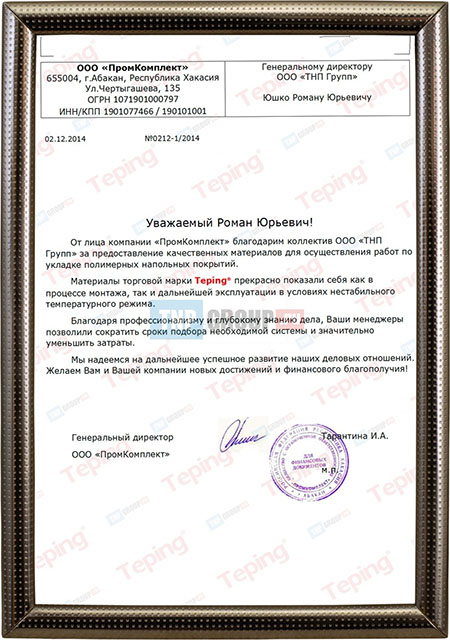 ООО «ПромКомплект»
655004, г.Абакан, Республика Хакасия
Ул.Чертыгашева, 135
ОГРН 1071901000797
ИНН/КПП 1901077466 / 190101001
Генеральному директору
ООО «ТНП Групп»
Юшко Роману Юрьевичу
02.12.2014 №0212-1/2014
Уважаемый Роман Юрьевич!
От лица компании «ПромКомплект» благодарим коллектив ООО «ТНП
Групп» за предоставление качественных материалов для осуществления работ по
укладке полимерных напольных покрытий.
Материалы торговой марки Teping® прекрасно показали себя как в
процессе монтажа, так и дальнейшей эксплуатации в условиях нестабильного
температурного режима.
Благодаря профессионализму и глубокому знанию дела, Ваши менеджеры
позволили сократить сроки подбора необходимой системы и значительно
уменьшить затраты.
Мы надеемся на дальнейшее успешное развитие наших деловых отношений.
Желаем Вам и Вашей компании новых достижений и финансового благополучия!
Генеральный директор Тарантина И.А.
ООО «ПромКомплект» М.П.
ДЛЯ
ФИНАНСОВЫХ
ДОКУМЕНТОВ
TNP GROUP
Teping